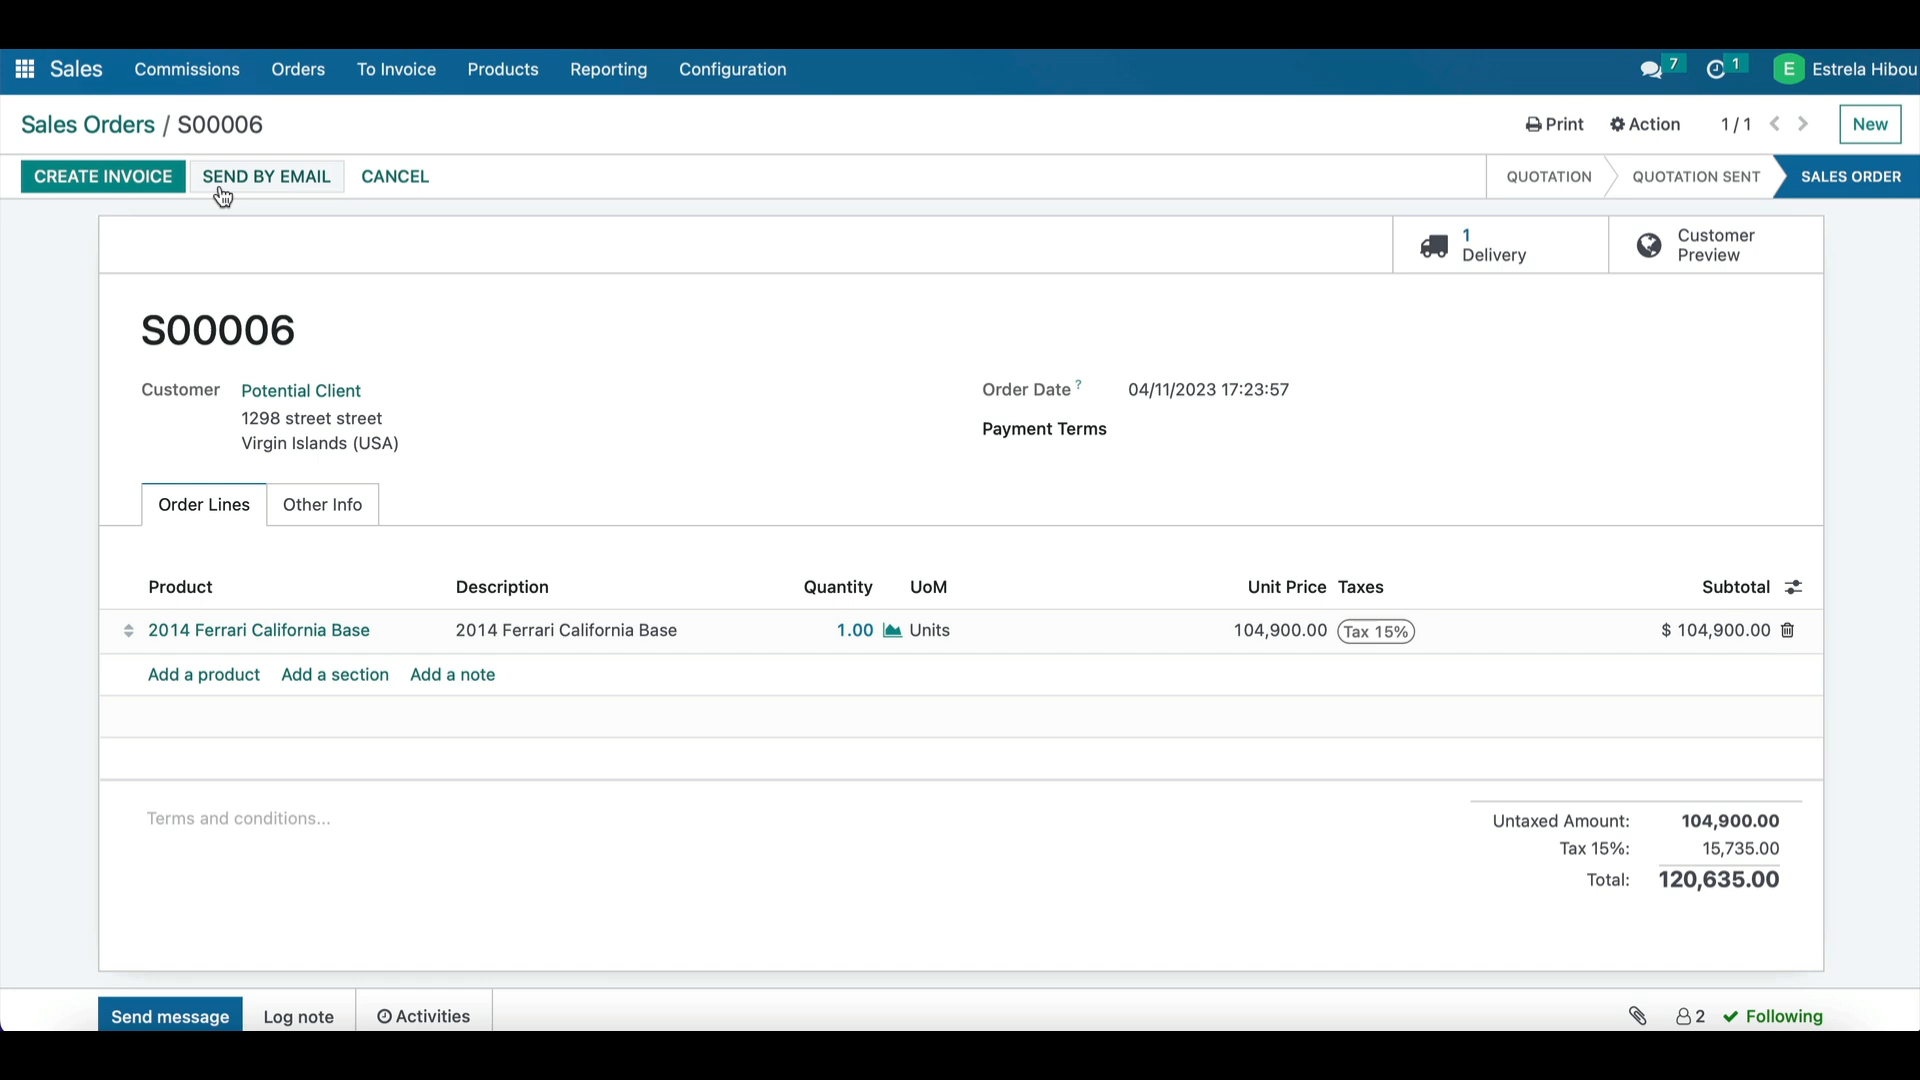 Sales Commissions Orders To Invoice Products Reporting Configuration 7 1 E Estrela Hibou
Sales Orders / S00006 Print Action 1 / 1 New
CREATE INVOICE SEND BY EMAIL CANCEL QUOTATION QUOTATION SENT SALES ORDER
1
Delivery
Customer
Preview
S00006
Customer Potential Client
1298 street street
Virgin Islands (USA)
Order Date ? 04/11/2023 17:23:57
Payment Terms
Order Lines Other Info
Product Description Quantity UoM Unit Price Taxes Subtotal
2014 Ferrari California Base 2014 Ferrari California Base 1.00 Units 104,900.00 Tax 15% $ 104,900.00
Add a product Add a section Add a note
Terms and conditions...
Untaxed Amount: 104,900.00
Tax 15%: 15,735.00
Total: 120,635.00
Send message Log note Activities 2 Following